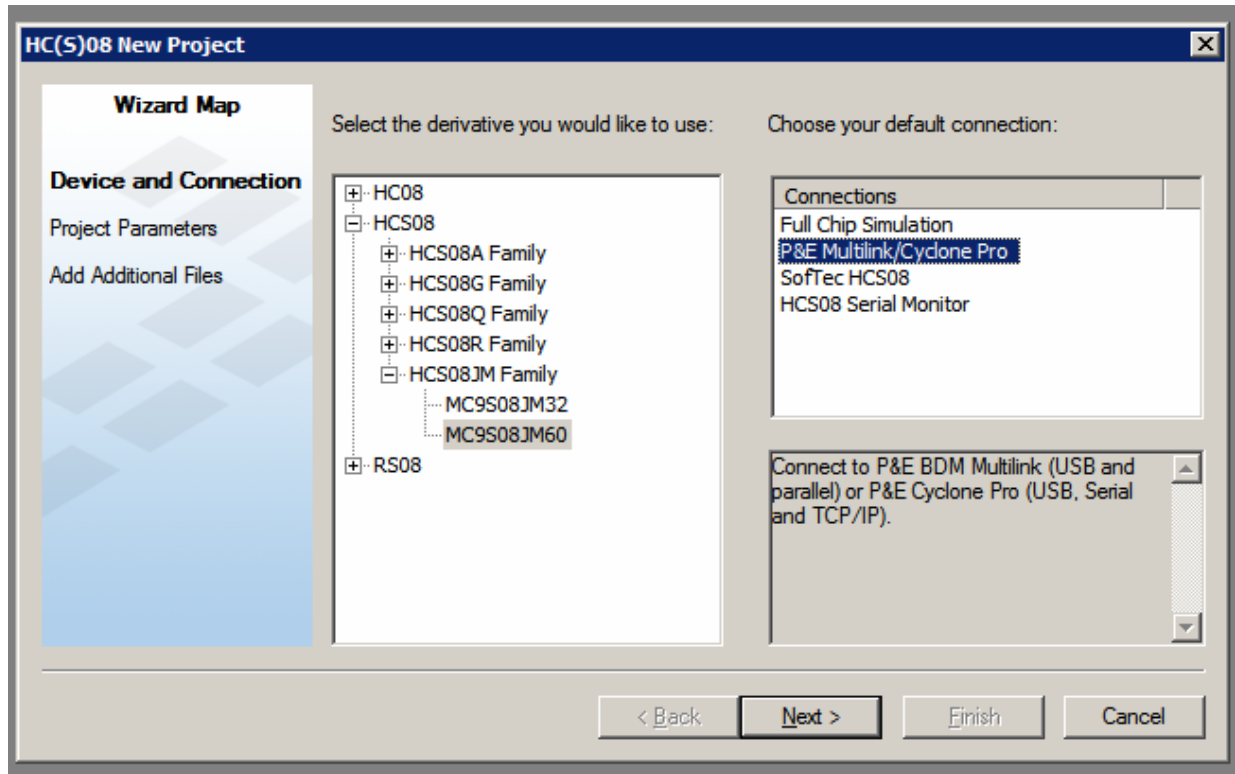 HC(S)08 New Project
Wizard Map
Device and Connection
Project Parameters
Add Additional Files
Select the derivative you would like to use:
HC08
HCS08
HCS08A Family
HCS08G Family
HCS08Q Family
HCS08R Family
HCS08JM Family
MC9S08JM32
MC9S08JM60
RS08
Choose your default connection:
Connections
Full Chip Simulation
P&E Multilink/Cyclone Pro
SofTec HCS08
HCS08 Serial Monitor
Connect to P&E BDM Multilink (USB and
parallel) or P&E Cyclone Pro (USB, Serial
and TCP/IP).
< Back
Next >
Finish
Cancel